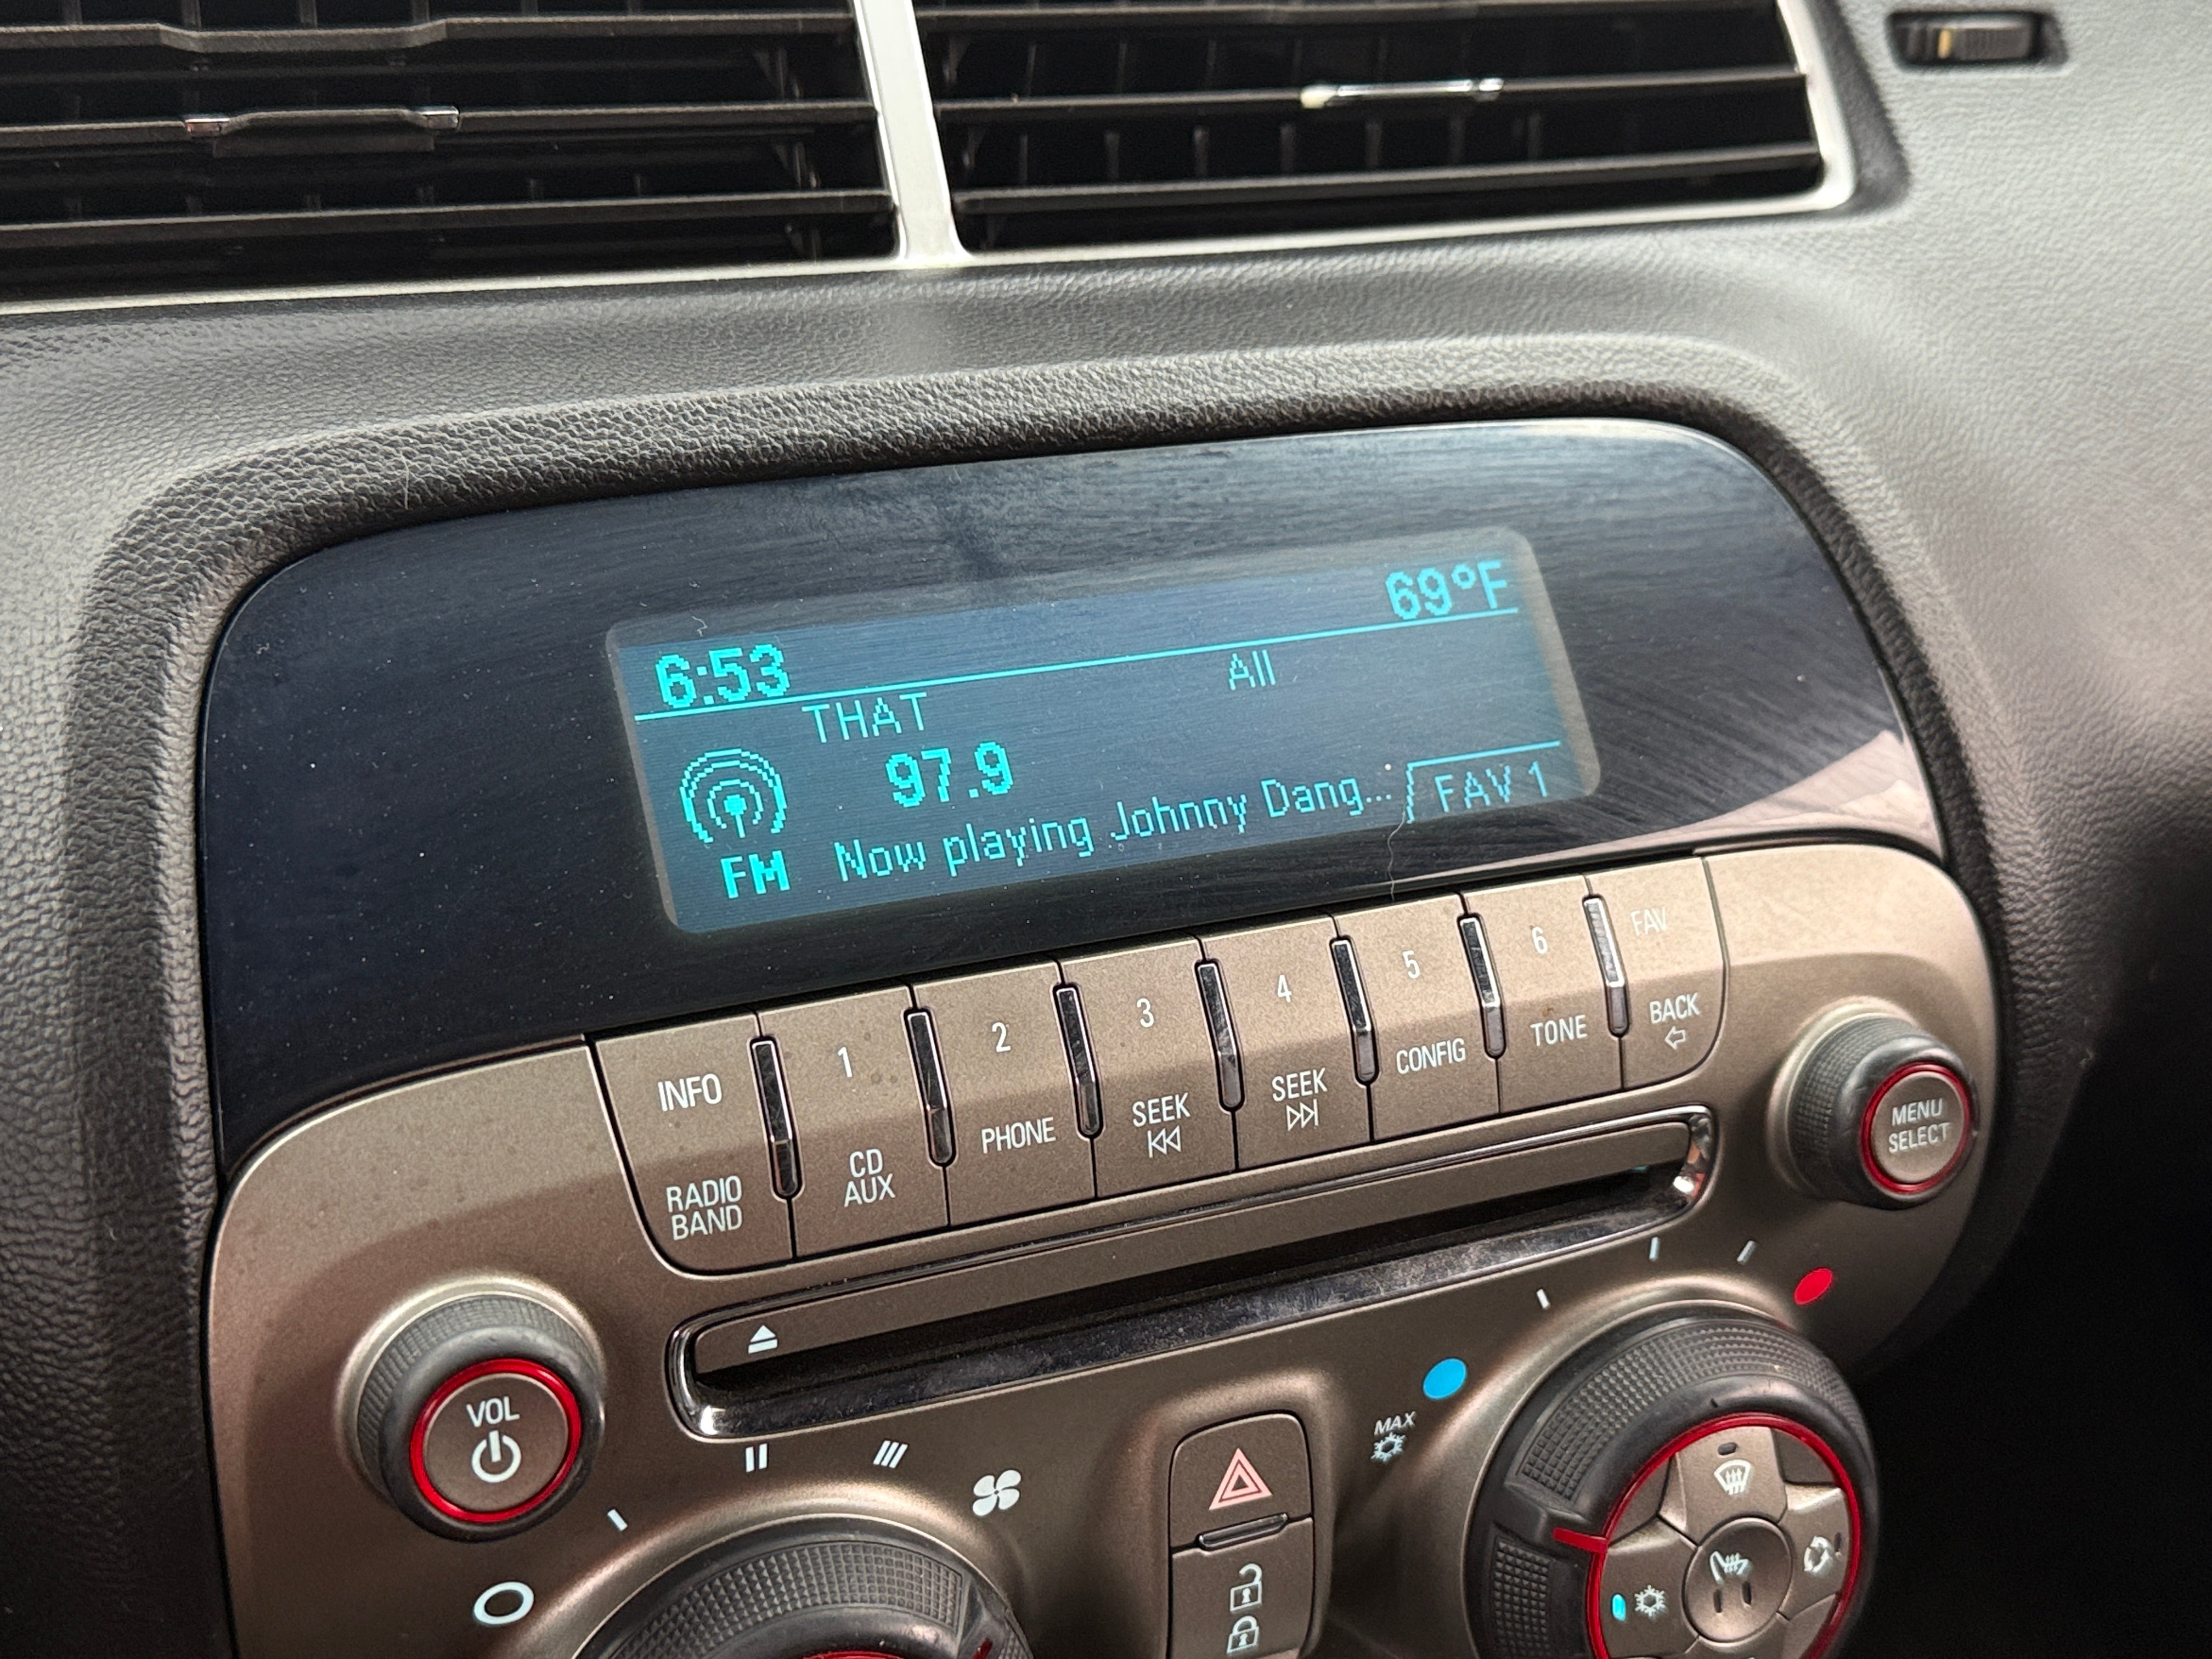 69°F
6:53
All
THAT
97.9
Now playing Johnny Dang...
FAV 1
FM
INFO
1
2
3
4
5
6
FAV
RADIO
BAND
CD
AUX
PHONE
SEEK
SEEK
CONFIG
TONE
BACK
MENU
SELECT
VOL
MAX